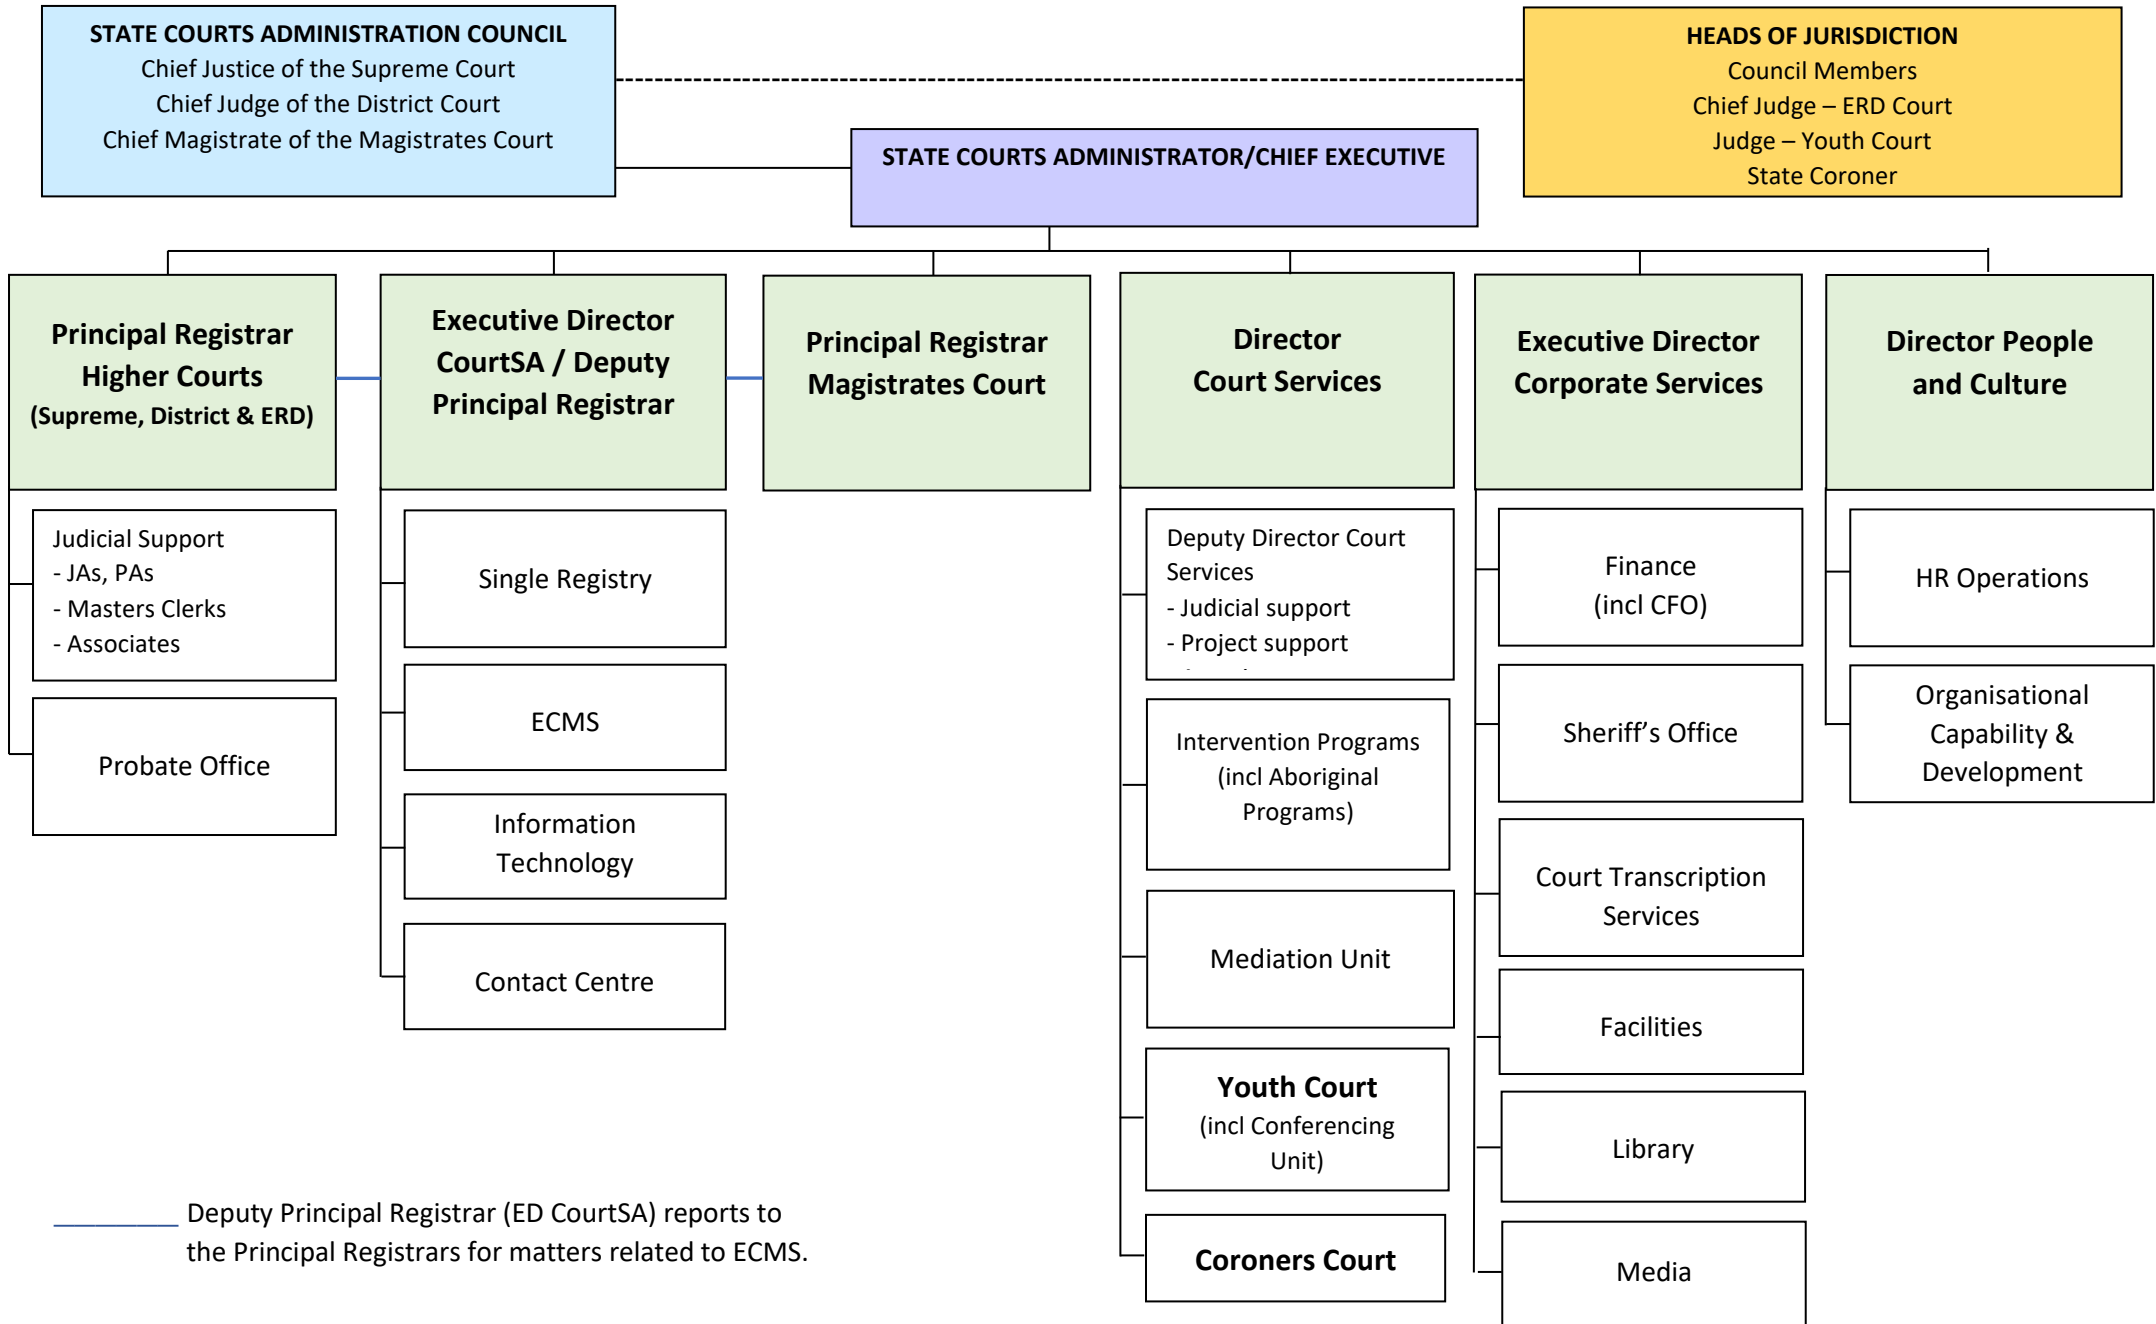 STATE COURTS ADMINISTRATION COUNCIL
Chief Justice of the Supreme Court
Chief Judge of the District Court
Chief Magistrate of the Magistrates Court
HEADS OF JURISDICTION
Council Members
Chief Judge – ERD Court
Judge – Youth Court
State Coroner
STATE COURTS ADMINISTRATOR/CHIEF EXECUTIVE
Principal Registrar
Higher Courts
(Supreme, District & ERD)
Executive Director
CourtSA / Deputy
Principal Registrar
Principal Registrar
Magistrates Court
Director
Court Services
Executive Director
Corporate Services
Director People
and Culture
Judicial Support
- JAs, PAs
- Masters Clerks
- Associates
Probate Office
Single Registry
ECMS
Information
Technology
Contact Centre
Deputy Director Court
Services
- Judicial support
- Project support
Intervention Programs
(incl Aboriginal
Programs)
Mediation Unit
Youth Court
(incl Conferencing
Unit)
Coroners Court
Finance
(incl CFO)
Sheriff’s Office
Court Transcription
Services
Facilities
Library
Media
HR Operations
Organisational
Capability &
Development
Deputy Principal Registrar (ED CourtSA) reports to
the Principal Registrars for matters related to ECMS.